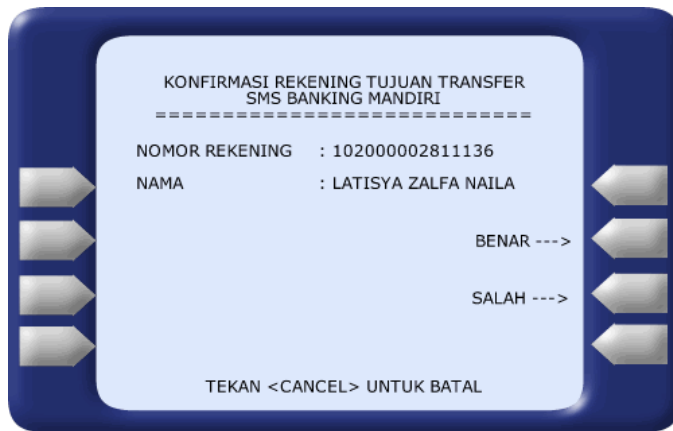 KONFIRMASI REKENING TUJUAN TRANSFER
SMS BANKING MANDIRI
============================
NOMOR REKENING : 102000002811136
NAMA : LATISYA ZALFA NAILA
BENAR --->
SALAH --->
TEKAN <CANCEL> UNTUK BATAL